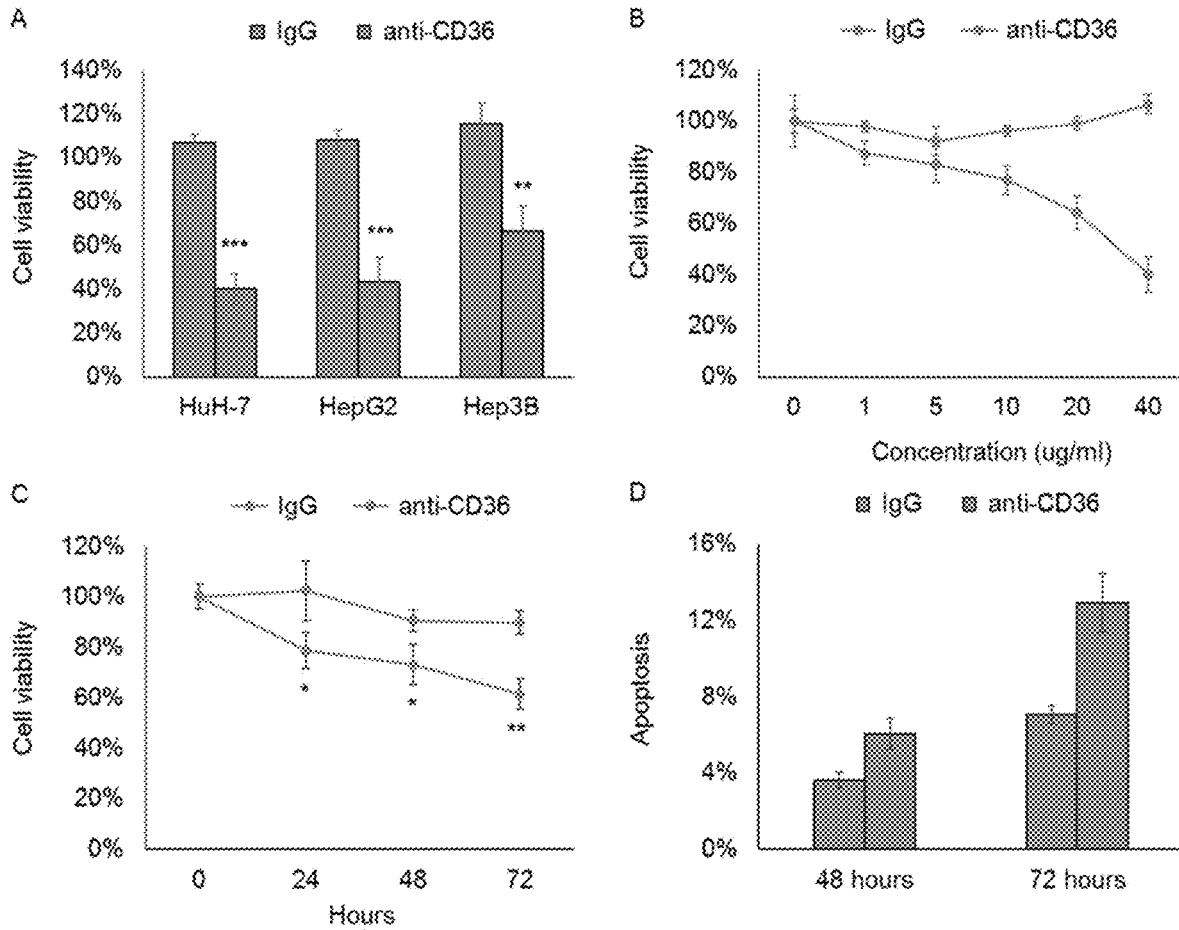 A
IgG anti-CD36
140%
120%
100%
80%
60%
40%
20%
0%
Cell viability
***
***
**
HuH-7 HepG2 Hep3B
B
IgG anti-CD36
120%
100%
80%
60%
40%
20%
0%
Cell viability
0 1 5 10 20 40
Concentration (ug/ml)
C
IgG anti-CD36
120%
100%
80%
60%
40%
20%
0%
Cell viability
*
*
**
0 24 48 72
Hours
D
IgG anti-CD36
16%
12%
8%
4%
0%
Apoptosis
48 hours 72 hours